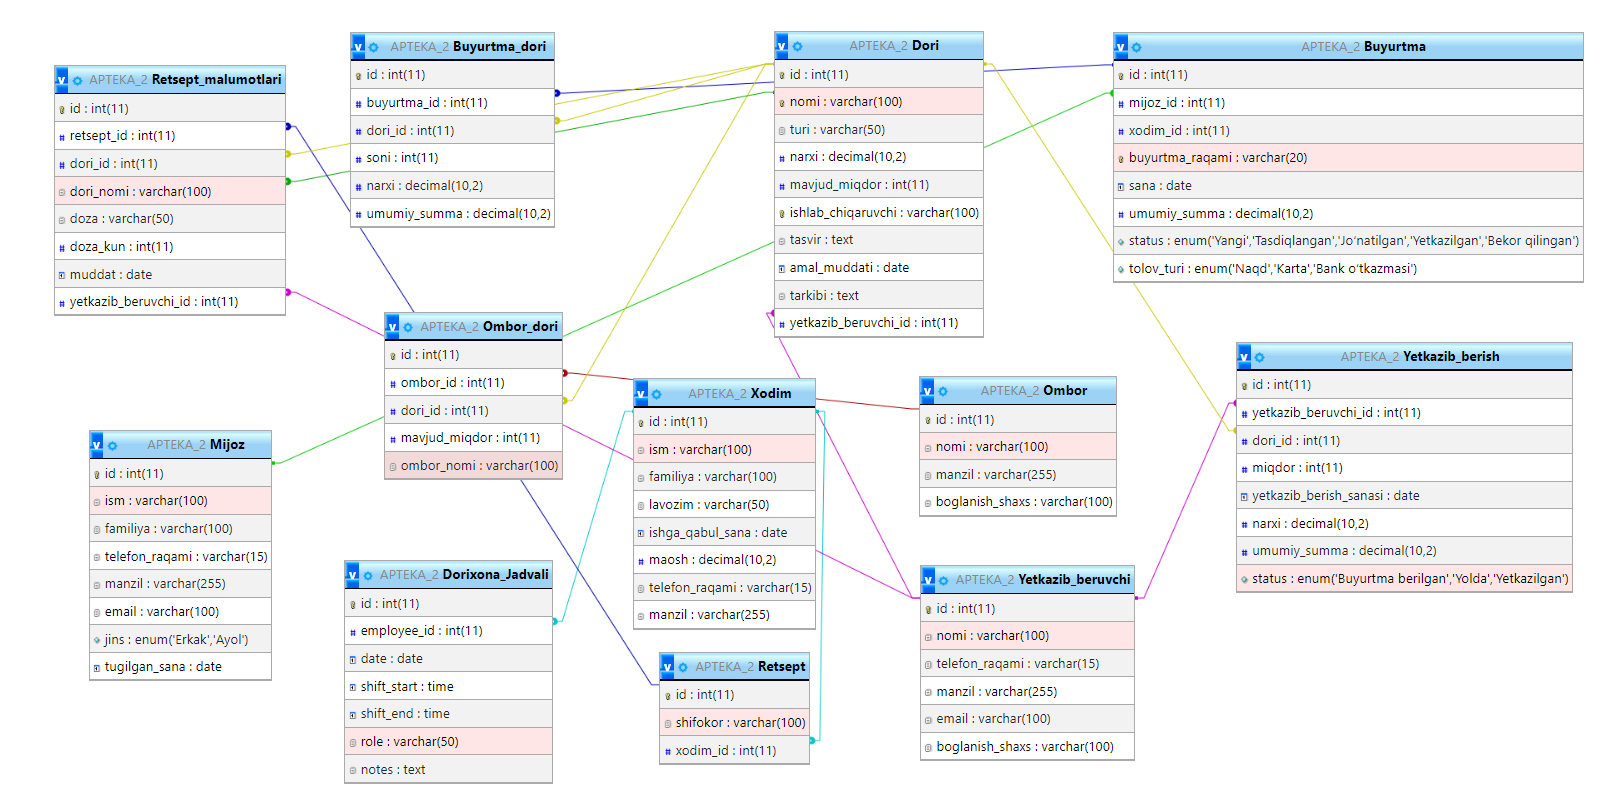 APTEKA_2 Retsept_malumotlari
id : int(11)
retsept_id : int(11)
dori_id : int(11)
dori_nomi : varchar(100)
doza : varchar(50)
doza_kun : int(11)
muddat : date
yetkazib_beruvchi_id : int(11)
APTEKA_2 Buyurtma_dori
id : int(11)
buyurtma_id : int(11)
dori_id : int(11)
soni : int(11)
narxi : decimal(10,2)
umumiy_summa : decimal(10,2)
APTEKA_2 Dori
id : int(11)
nomi : varchar(100)
turi : varchar(50)
narxi : decimal(10,2)
mavjud_miqdor : int(11)
ishlab_chiqaruvchi : varchar(100)
tasvir : text
amal_muddati : date
tarkibi : text
yetkazib_beruvchi_id : int(11)
APTEKA_2 Buyurtma
id : int(11)
mijoz_id : int(11)
xodim_id : int(11)
buyurtma_raqami : varchar(20)
sana : date
umumiy_summa : decimal(10,2)
status : enum('Yangi','Tasdiqlangan','Jo‘natilgan','Yetkazilgan','Bekor qilingan')
tolov_turi : enum('Naqd','Karta','Bank o‘tkazmasi')
APTEKA_2 Ombor_dori
id : int(11)
ombor_id : int(11)
dori_id : int(11)
mavjud_miqdor : int(11)
ombor_nomi : varchar(100)
APTEKA_2 Xodim
id : int(11)
ism : varchar(100)
familiya : varchar(100)
lavozim : varchar(50)
ishga_qabul_sana : date
maosh : decimal(10,2)
telefon_raqami : varchar(15)
manzil : varchar(255)
APTEKA_2 Ombor
id : int(11)
nomi : varchar(100)
manzil : varchar(255)
boglanish_shaxs : varchar(100)
APTEKA_2 Yetkazib_berish
id : int(11)
yetkazib_beruvchi_id : int(11)
dori_id : int(11)
miqdor : int(11)
yetkazib_berish_sanasi : date
narxi : decimal(10,2)
umumiy_summa : decimal(10,2)
status : enum('Buyurtma berilgan','Yolda','Yetkazilgan')
APTEKA_2 Mijoz
id : int(11)
ism : varchar(100)
familiya : varchar(100)
telefon_raqami : varchar(15)
manzil : varchar(255)
email : varchar(100)
jins : enum('Erkak','Ayol')
tugilgan_sana : date
APTEKA_2 Dorixona_Jadvali
id : int(11)
employee_id : int(11)
date : date
shift_start : time
shift_end : time
role : varchar(50)
notes : text
APTEKA_2 Retsept
id : int(11)
shifokor : varchar(100)
xodim_id : int(11)
APTEKA_2 Yetkazib_beruvchi
id : int(11)
nomi : varchar(100)
telefon_raqami : varchar(15)
manzil : varchar(255)
email : varchar(100)
boglanish_shaxs : varchar(100)